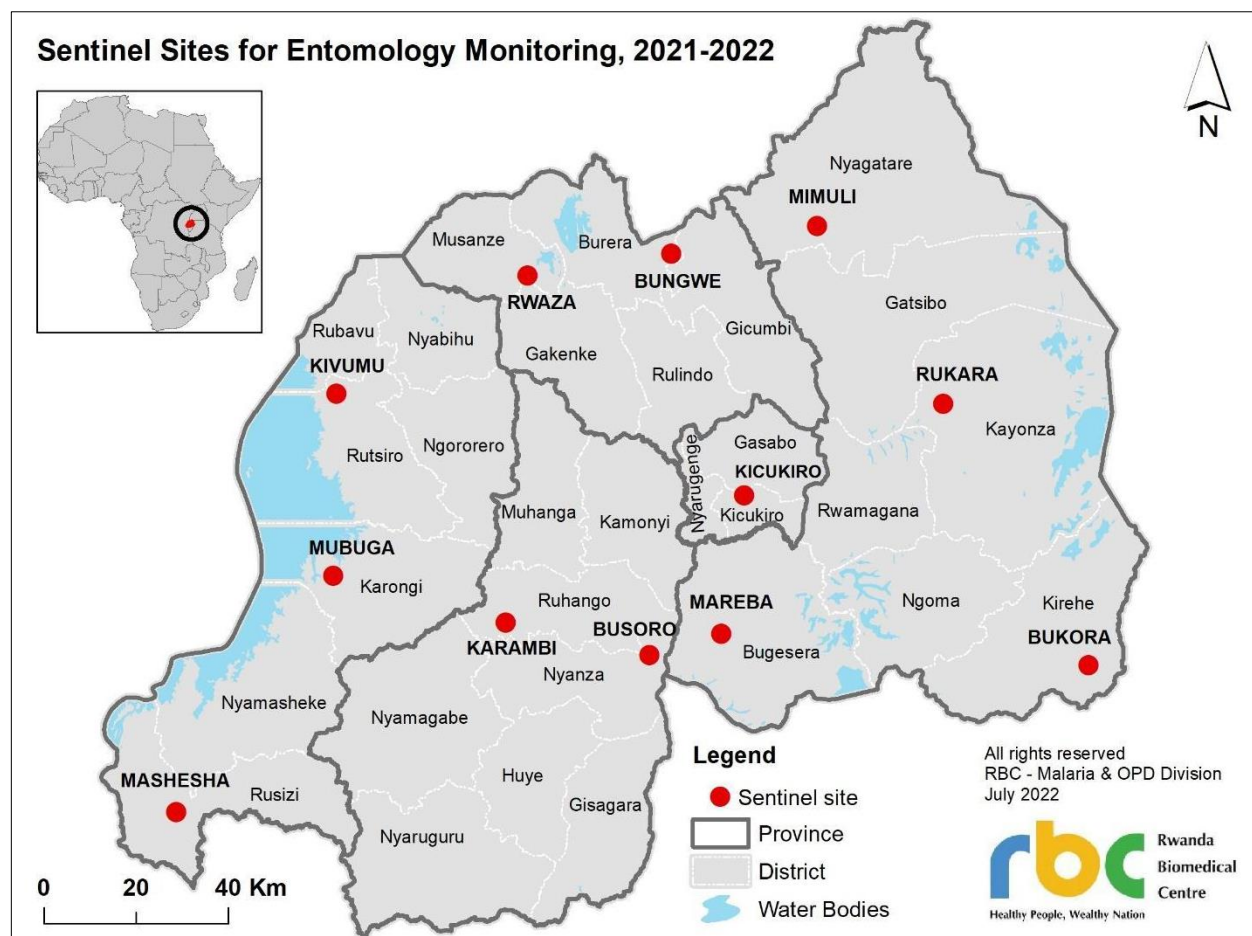 Sentinel Sites for Entomology Monitoring, 2021-2022
N
Nyagatare
MIMULI
Musanze
Burera
RWAZA
BUNGWE
Gatsibo
Gicumbi
Rubavu
Nyabihu
Gakenke
Rulindo
KIVUMU
RUKARA
Kayonza
Ngororero
Rutsiro
Gasabo
Nyarugenge
KICUKIRO
Kicukiro
Rwamagana
Muhanga
Kamonyi
MUBUGA
Karongi
Ruhango
KARAMBI
BUSORO
Nyanza
MAREBA
Bugesera
Ngoma
Kirehe
BUKORA
Nyamasheke
Nyamagabe
Huye
Gisagara
MASHESHA
Rusizi
Nyaruguru
0 20 40 Km
Legend
Sentinel site
Province
District
Water Bodies
All rights reserved
RBC - Malaria & OPD Division
July 2022
rbc
Rwanda
Biomedical
Centre
Healthy People, Wealthy Nation